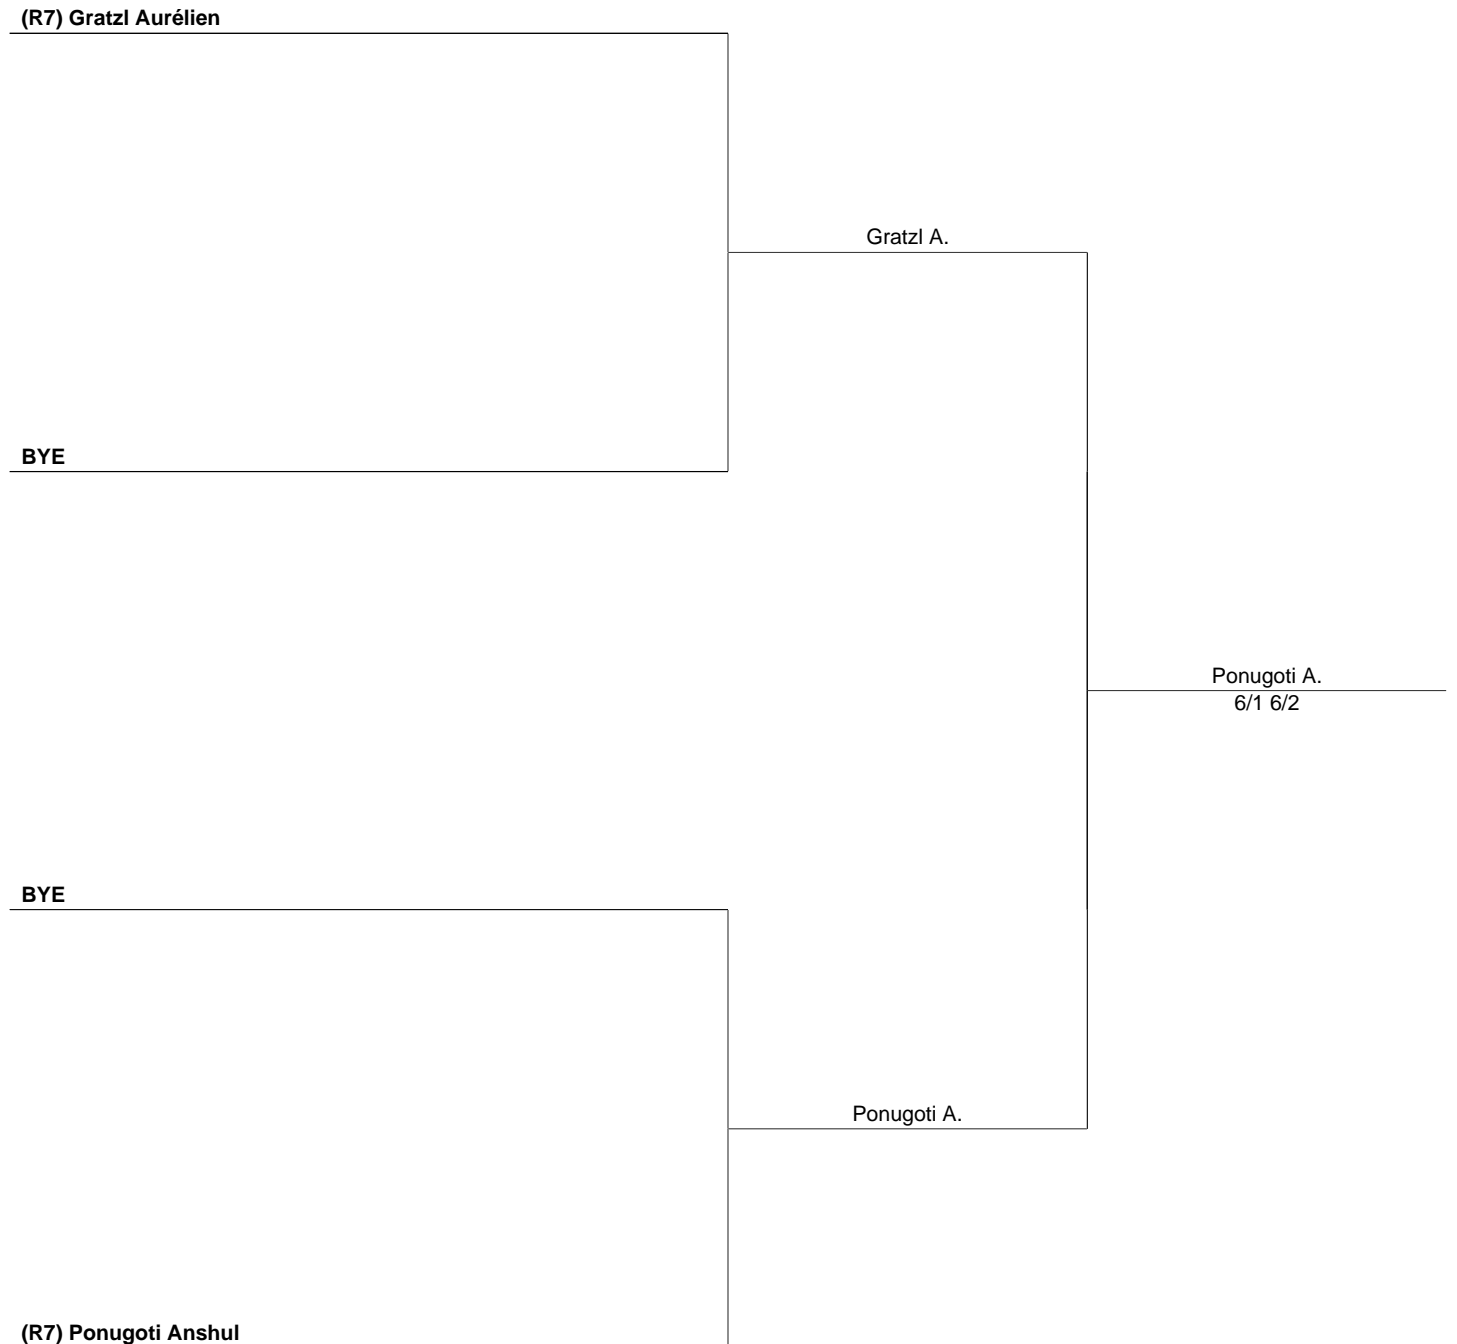 (R7) Gratzl Aurélien
Gratzl A.
BYE
Ponugoti A.
6/1 6/2
BYE
Ponugoti A.
(R7) Ponugoti Anshul